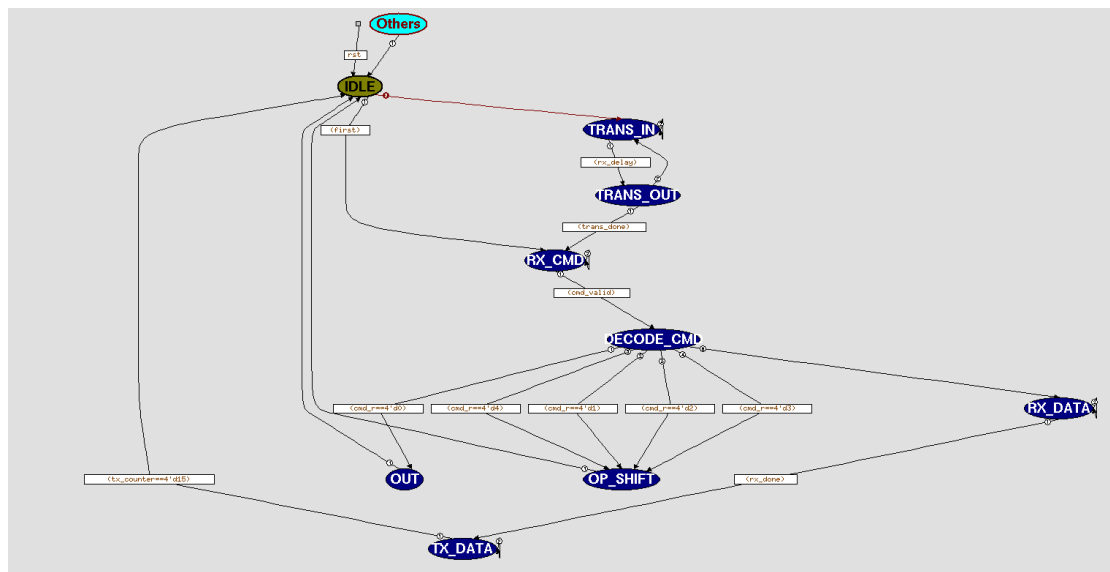 Others
rst
IDLE
(first)
TRANS_IN
(rx_delay)
TRANS_OUT
(trans_done)
RX_CMD
(cmd_valid)
DECODE_CMD
(cmd_r==4'd0)
(cmd_r==4'd4)
(cmd_r==4'd1)
(cmd_r==4'd2)
(cmd_r==4'd3)
RX_DATA
(tx_counter==4'd15)
OUT
OP_SHIFT
(rx_done)
TX_DATA